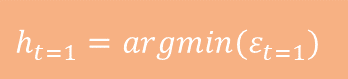 h_{t=1} = argmin(ε_{t=1})